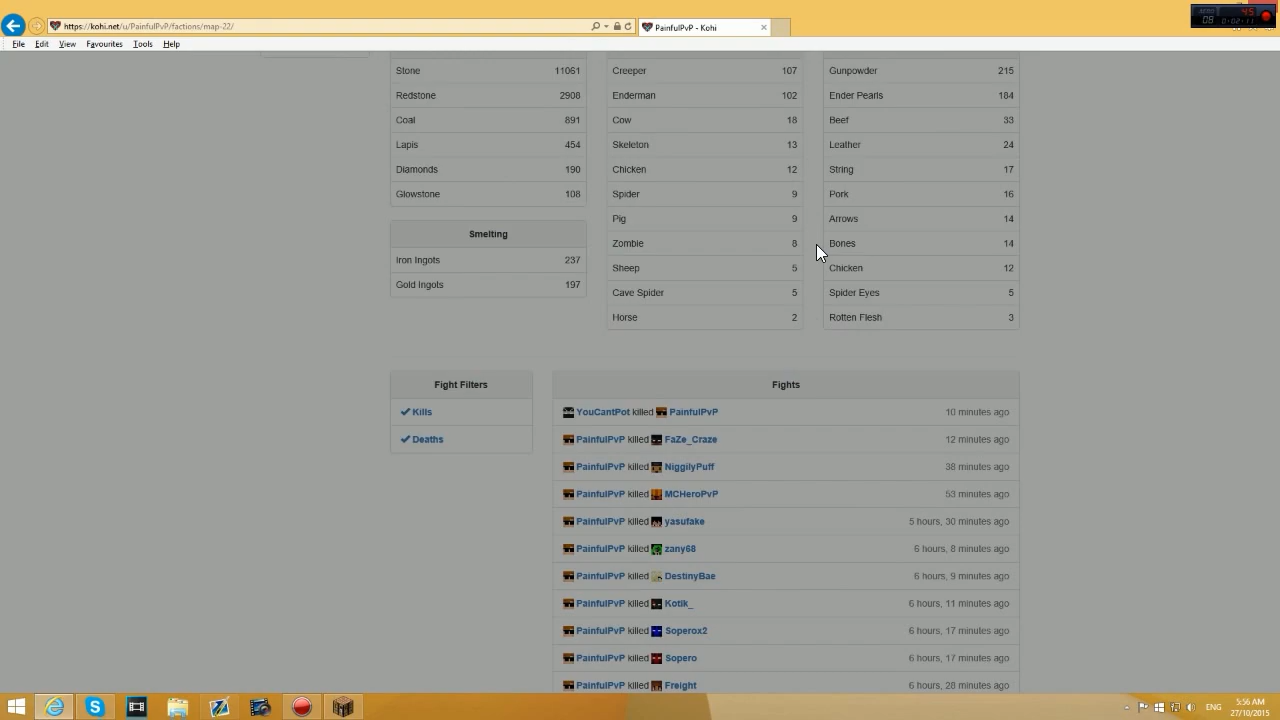 https://kohi.net/u/PainfulPvP/factions/map-22/
PainfulPvP - Kohi
File Edit View Favourites Tools Help
45
08 0:02:11
Stone 11061
Redstone 2908
Coal 891
Lapis 454
Diamonds 190
Glowstone 108
Smelting
Iron Ingots 237
Gold Ingots 197
Creeper 107
Enderman 102
Cow 18
Skeleton 13
Chicken 12
Spider 9
Pig 9
Zombie 8
Sheep 5
Cave Spider 5
Horse 2
Gunpowder 215
Ender Pearls 184
Beef 33
Leather 24
String 17
Pork 16
Arrows 14
Bones 14
Chicken 12
Spider Eyes 5
Rotten Flesh 3
Fight Filters
Kills
Deaths
Fights
YouCantPot killed PainfulPvP 10 minutes ago
PainfulPvP killed FaZe_Craze 12 minutes ago
PainfulPvP killed NiggilyPuff 38 minutes ago
PainfulPvP killed MCHeroPvP 53 minutes ago
PainfulPvP killed yasufake 5 hours, 30 minutes ago
PainfulPvP killed zany68 6 hours, 8 minutes ago
PainfulPvP killed DestinyBae 6 hours, 9 minutes ago
PainfulPvP killed Kotik_ 6 hours, 11 minutes ago
PainfulPvP killed Soperox2 6 hours, 17 minutes ago
PainfulPvP killed Sopero 6 hours, 17 minutes ago
PainfulPvP killed Freight 6 hours, 28 minutes ago
ENG
5:56 AM
27/10/2015